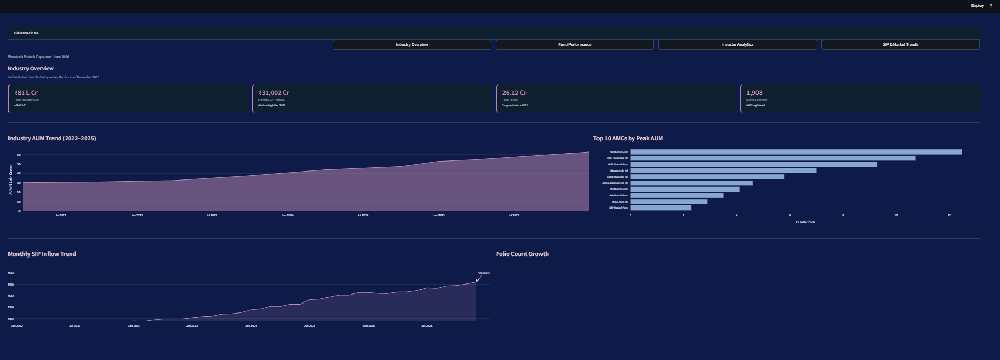 Deploy
Bluestock MF
Industry Overview
Fund Performance
Investor Analytics
SIP & Market Trends
Bluestock Fintech Capstone - June 2026
Industry Overview
Indian Mutual Fund Industry — Key Metrics as of December 2025
₹81 L Cr
Total Industry AUM
YoY
₹31,002 Cr
Monthly SIP Inflows
All-time high Dec 2025
26.12 Cr
Total Folios
2× growth since 2022
1,908
Active Schemes
AMFI registered
Industry AUM Trend (2022–2025)
AUM (₹ Lakh Crore)
60
50
40
30
20
10
0
Jul 2022
Jan 2023
Jul 2023
Jan 2024
Jul 2024
Jan 2025
Jul 2025
Top 10 AMCs by Peak AUM
SBI Mutual Fund
ICICI Prudential MF
HDFC Mutual Fund
Nippon India MF
Kotak Mahindra MF
Aditya Birla Sun Life MF
UTI Mutual Fund
Axis Mutual Fund
Mirae Asset MF
DSP Mutual Fund
0
2
4
6
8
10
12
₹ Lakh Crore
Monthly SIP Inflow Trend
₹35k
₹30k
₹25k
₹20k
₹15k
₹31,002 Cr
Jan 2022
Jul 2022
Jan 2023
Jul 2023
Jan 2024
Jul 2024
Jan 2025
Jul 2025
Folio Count Growth